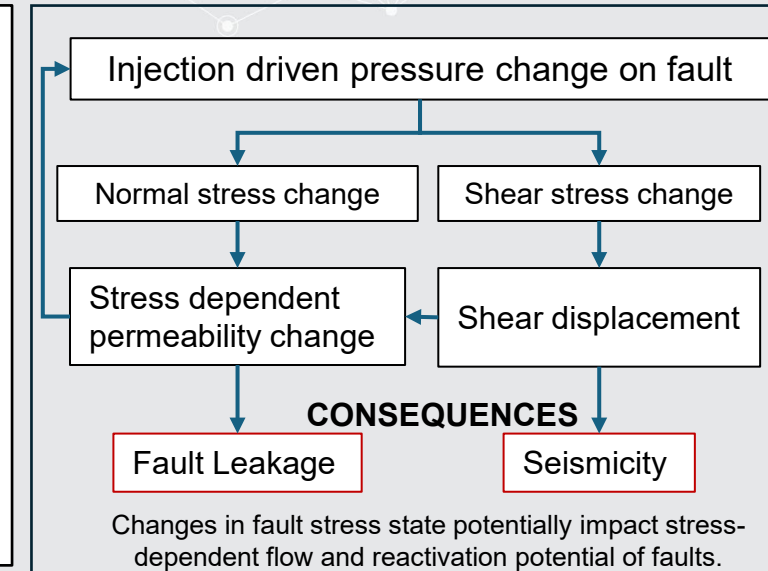 Injection driven pressure change on fault
Normal stress change
Shear stress change
Stress dependent
permeability change
Shear displacement
CONSEQUENCES
Fault Leakage
Seismicity
Changes in fault stress state potentially impact stress-
dependent flow and reactivation potential of faults.